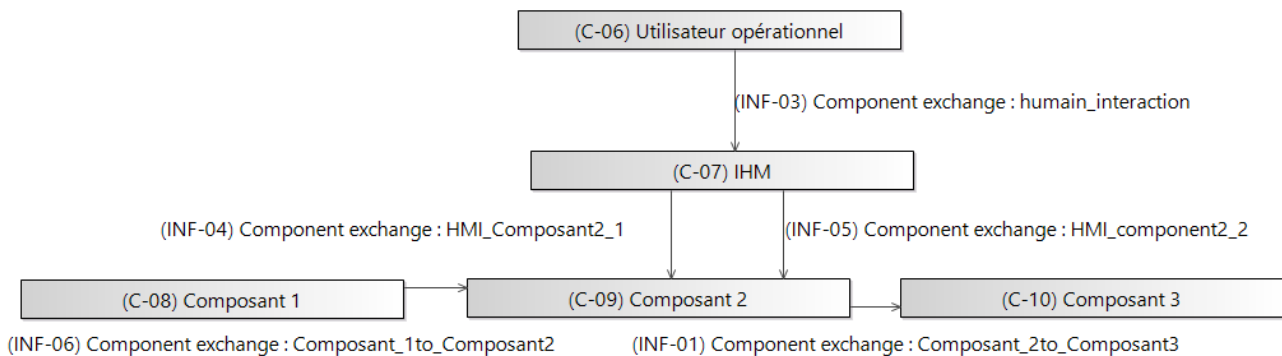 (C-06) Utilisateur opérationnel
(INF-03) Component exchange : humain_interaction
(C-07) IHM
(INF-04) Component exchange : HMI_Composant2_1
(INF-05) Component exchange : HMI_component2_2
(C-08) Composant 1
(C-09) Composant 2
(C-10) Composant 3
(INF-06) Component exchange : Composant_1to_Composant2
(INF-01) Component exchange : Composant_2to_Composant3